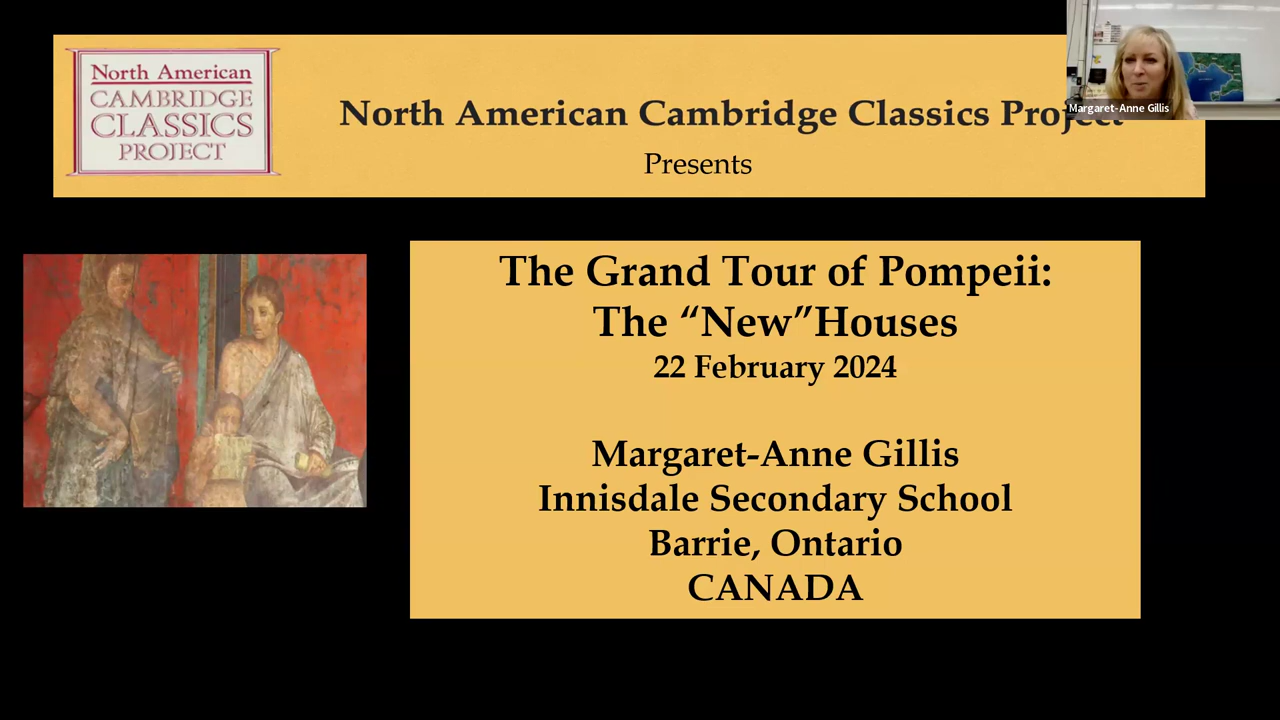 North American
CAMBRIDGE
CLASSICS
PROJECT
North American Cambridge Classics Project
Presents
Margaret-Anne Gillis
The Grand Tour of Pompeii:
The “New”Houses
22 February 2024
Margaret-Anne Gillis
Innisdale Secondary School
Barrie, Ontario
CANADA